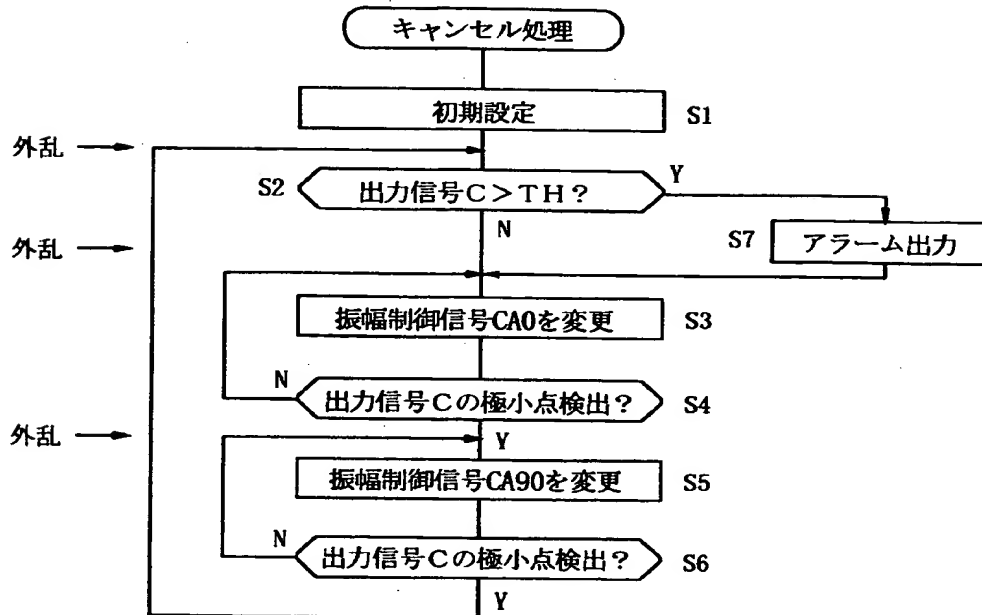 キャンセル処理
初期設定 S1
外乱
S2 出力信号C>TH? Y
N
外乱
S7 アラーム出力
振幅制御信号CA0を変更 S3
N
出力信号Cの極小点検出? S4
外乱
Y
振幅制御信号CA90を変更 S5
N
出力信号Cの極小点検出? S6
Y